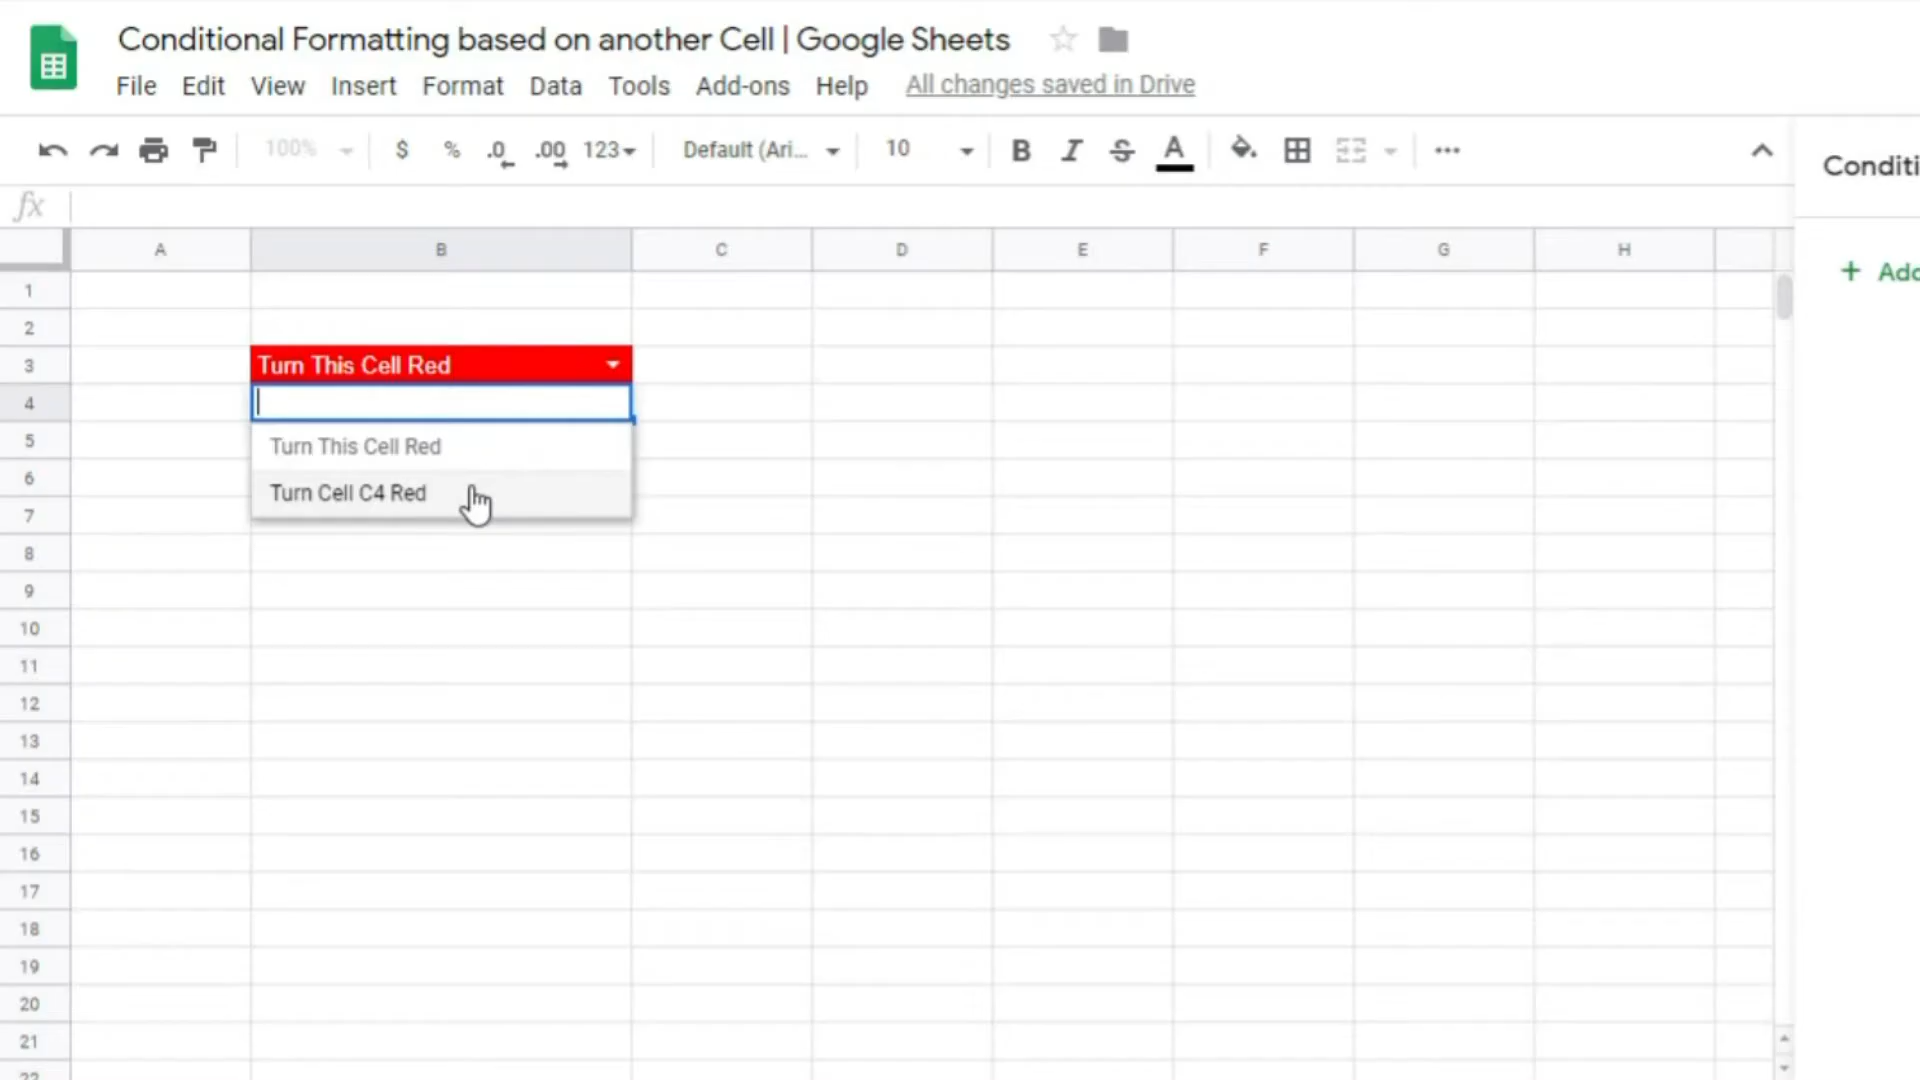 Conditional Formatting based on another Cell | Google Sheets
File Edit View Insert Format Data Tools Add-ons Help All changes saved in Drive
100% $ % .0 .00 123 Default (Ari... 10 B I S A
Conditi
fx
A B C D E F G H
+ Add
1
2
3 Turn This Cell Red
4
5 Turn This Cell Red
6 Turn Cell C4 Red
7
8
9
10
11
12
13
14
15
16
17
18
19
20
21
22